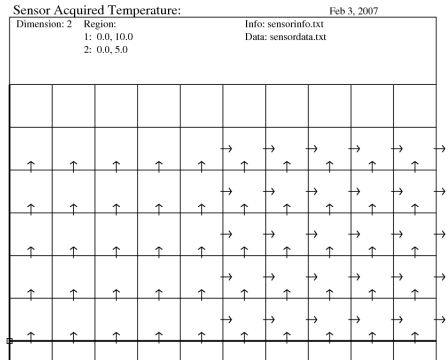 Sensor Acquired Temperature: Feb 3, 2007
Dimension: 2 Region: Info: sensorinfo.txt
1: 0.0, 10.0 Data: sensordata.txt
2: 0.0, 5.0